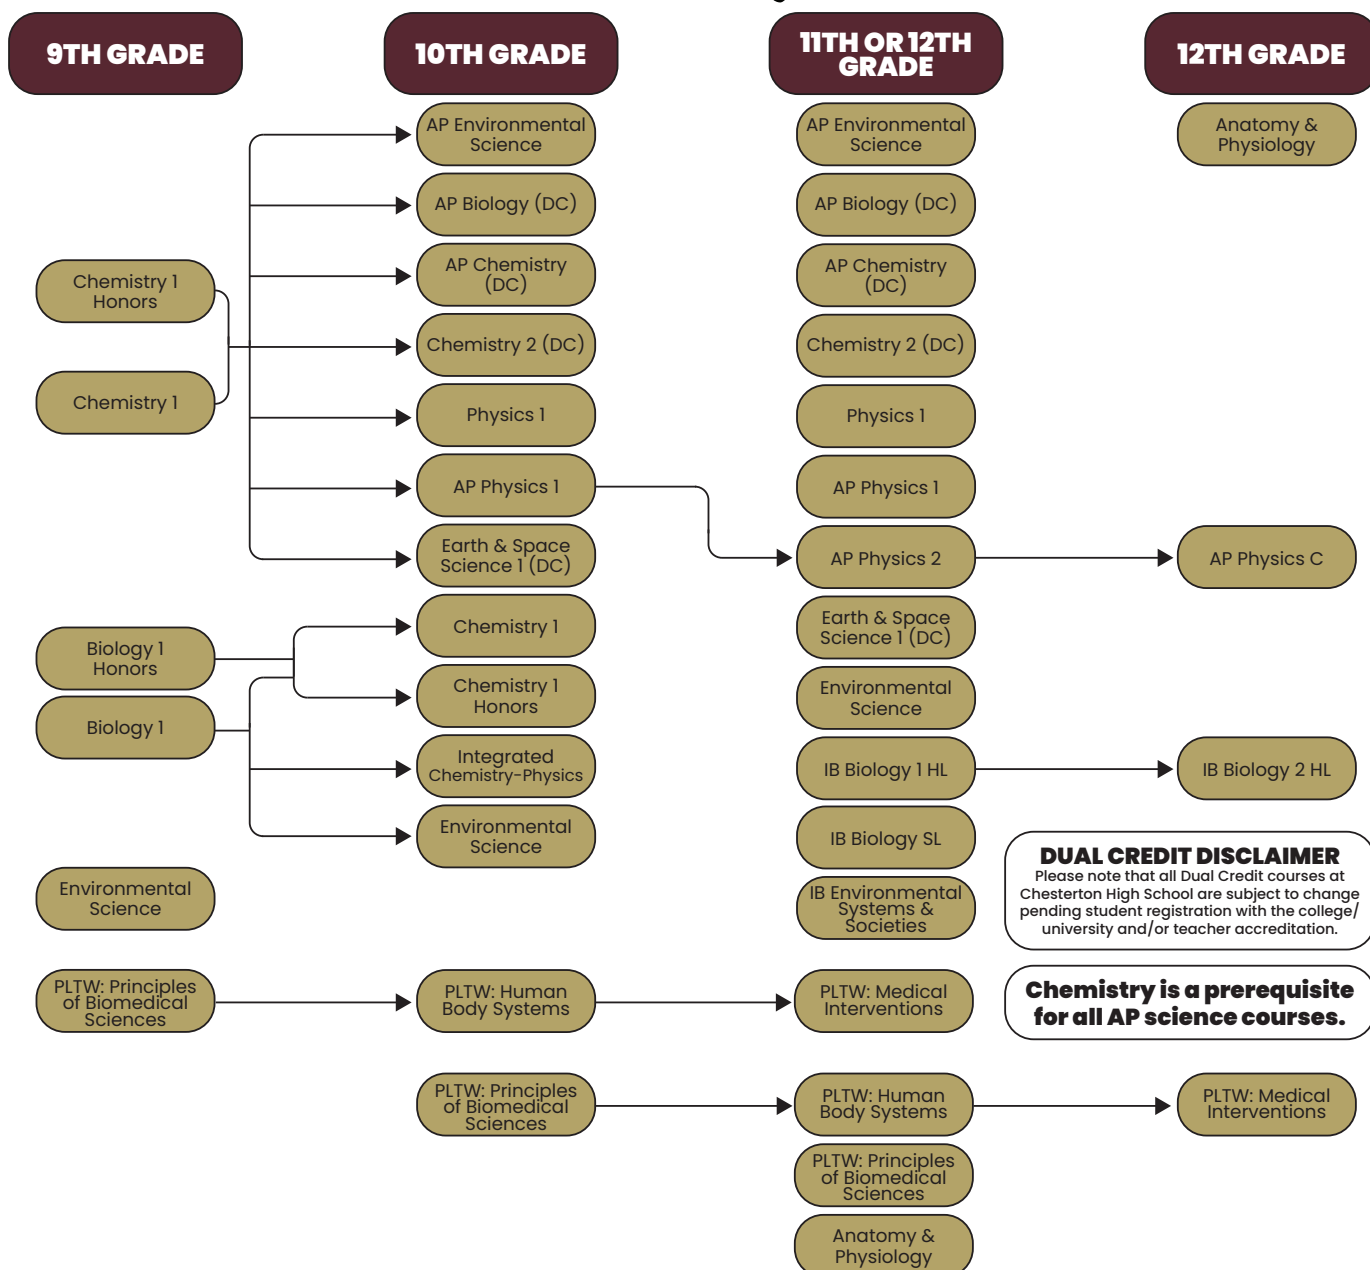 9TH GRADE
10TH GRADE
11TH OR 12TH
GRADE
12TH GRADE
Chemistry 1
Honors
Chemistry 1
Biology 1
Honors
Biology 1
Environmental
Science
PLTW: Principles
of Biomedical
Sciences
AP Environmental
Science
AP Biology (DC)
AP Chemistry
(DC)
Chemistry 2 (DC)
Physics 1
AP Physics 1
Earth & Space
Science 1 (DC)
Chemistry 1
Chemistry 1
Honors
Integrated
Chemistry-Physics
Environmental
Science
PLTW: Human
Body Systems
PLTW: Principles
of Biomedical
Sciences
AP Environmental
Science
AP Biology (DC)
AP Chemistry
(DC)
Chemistry 2 (DC)
Physics 1
AP Physics 1
AP Physics 2
Earth & Space
Science 1 (DC)
Environmental
Science
IB Biology 1 HL
IB Biology SL
IB Environmental
Systems &
Societies
PLTW: Medical
Interventions
PLTW: Human
Body Systems
PLTW: Principles
of Biomedical
Sciences
Anatomy &
Physiology
Anatomy &
Physiology
AP Physics C
IB Biology 2 HL
DUAL CREDIT DISCLAIMER
Please note that all Dual Credit courses at
Chesterton High School are subject to change
pending student registration with the college/
university and/or teacher accreditation.
Chemistry is a prerequisite
for all AP science courses.
PLTW: Medical
Interventions